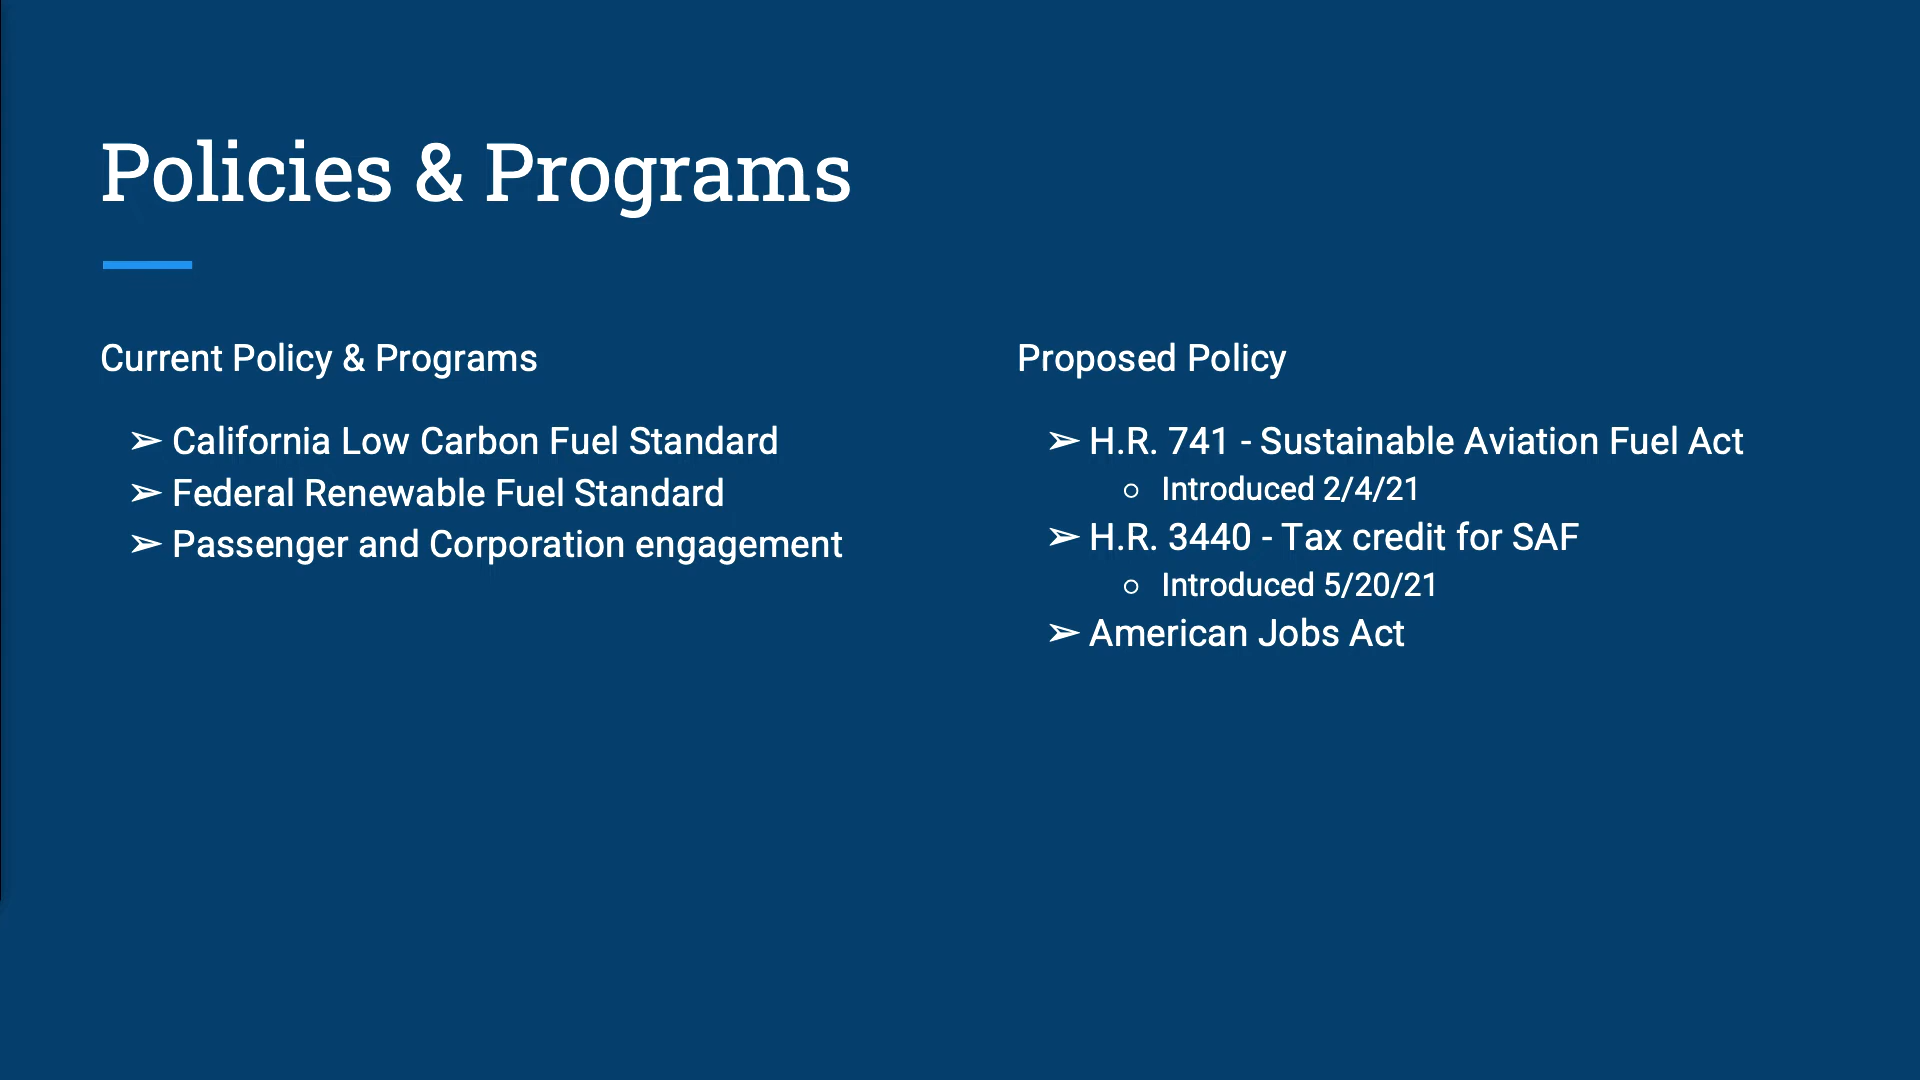 Policies & Programs
Current Policy & Programs
➢ California Low Carbon Fuel Standard
➢ Federal Renewable Fuel Standard
➢ Passenger and Corporation engagement
Proposed Policy
➢ H.R. 741 - Sustainable Aviation Fuel Act
○ Introduced 2/4/21
➢ H.R. 3440 - Tax credit for SAF
○ Introduced 5/20/21
➢ American Jobs Act